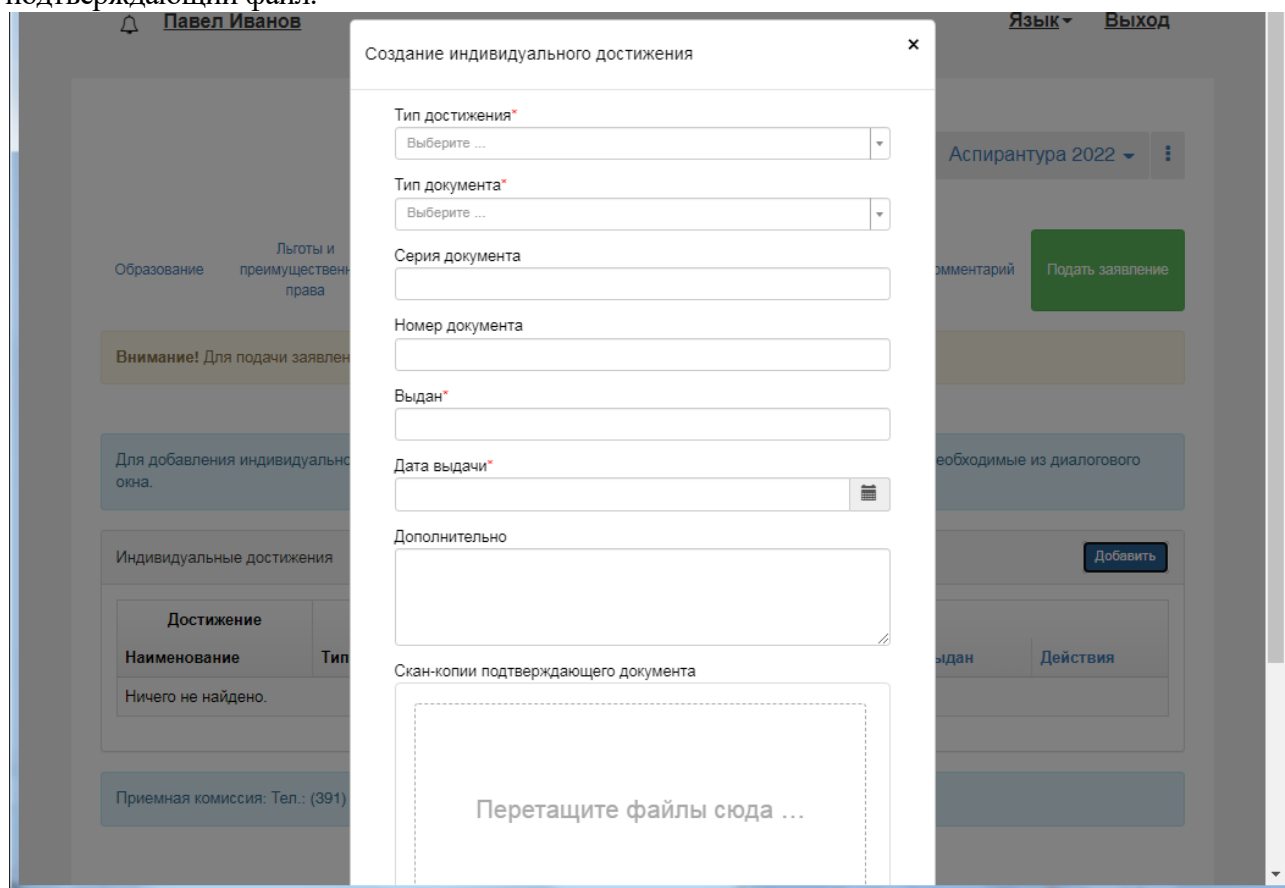 подтверждающий файл.
Павел Иванов
Язык Выход
Создание индивидуального достижения ×
Тип достижения*
Выберите ...
Аспирантура 2022
Тип документа*
Выберите ...
Образование
Льготы и
преимуществен
права
Серия документа
омментарий
Подать заявление
Номер документа
Внимание! Для подачи заявлен
Выдан*
Для добавления индивидуально
еобходимые из диалогового
окна.
Дата выдачи*
Дополнительно
Индивидуальные достижения
Добавить
Достижение
Наименование Тип
ыдан Действия
Скан-копии подтверждающего документа
Ничего не найдено.
Приемная комиссия: Тел.: (391)
Перетащите файлы сюда ...